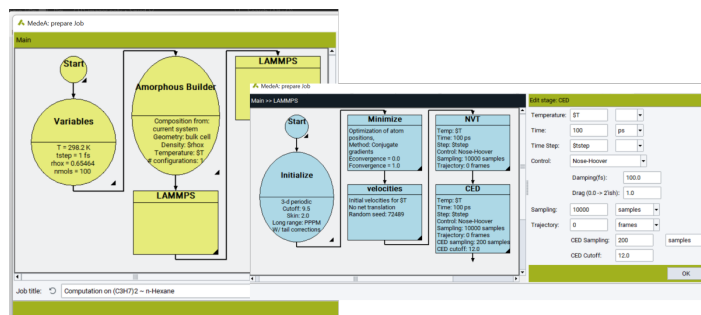 MedeA: prepare Job
Main
Start
Variables
T = 298.2 K
tstep = 1 fs
rhox = 0.65464
nmols = 100
Amorphous Builder
Composition from:
current system
Geometry: bulk cell
Density: $rhox
Temperature: $T
# configurations: 1
LAMMPS
LAMMPS
Job title:
Computation on (C3H7)2 ~ n-Hexane
MedeA: prepare Job
Main >> LAMMPS
Start
Initialize
3-d periodic
Cutoff: 9.5
Skin: 2.0
Long range: PPPM
W/ tail corrections
Minimize
Optimization of atom
positions,
Method: Conjugate
gradients
Econvergence = 0.0
Fconvergence = 1.0
velocities
Initial velocities for $T
No net translation
Random seed: 72489
NVT
Temp: $T
Time: 100 ps
Step: $tstep
Control: Nose-Hoover
Sampling: 10000 samples
Trajectory: 0 frames
CED
Temp: $T
Time: 100 ps
Step: $tstep
Control: Nose-Hoover
Sampling: 10000 samples
Trajectory: 0 frames
CED sampling: 200 samples
CED cutoff: 12.0
Edit stage: CED
Temperature: $T
Time: 100 ps
Time Step: $tstep
Control: Nose-Hoover
Damping(fs): 100.0
Drag (0.0 -> 2'ish): 1.0
Sampling: 10000 samples
Trajectory: 0 frames
CED Sampling: 200 samples
CED Cutoff: 12.0
OK